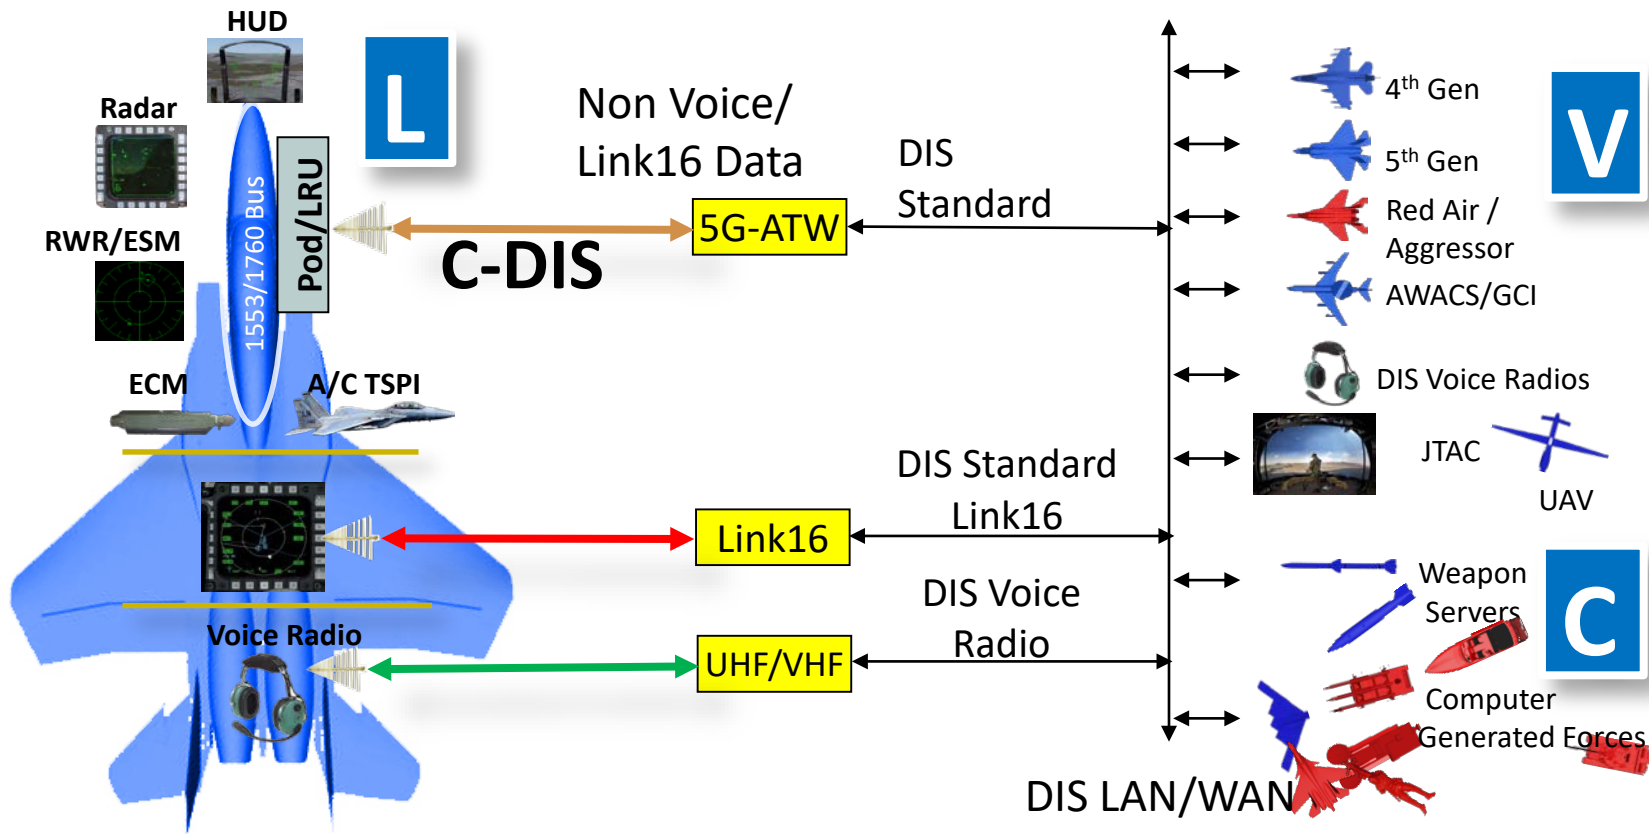 HUD
L
Radar
RWR/ESM
1553/1760 Bus
Pod/LRU
ECM
A/C TSPI
Voice Radio
Non Voice/
Link16 Data
C-DIS
5G-ATW
DIS
Standard
Link16
DIS Standard
Link16
UHF/VHF
DIS Voice
Radio
DIS LAN/WAN
V
4th Gen
5th Gen
Red Air /
Aggressor
AWACS/GCI
DIS Voice Radios
JTAC
UAV
C
Weapon
Servers
Computer
Generated Forces